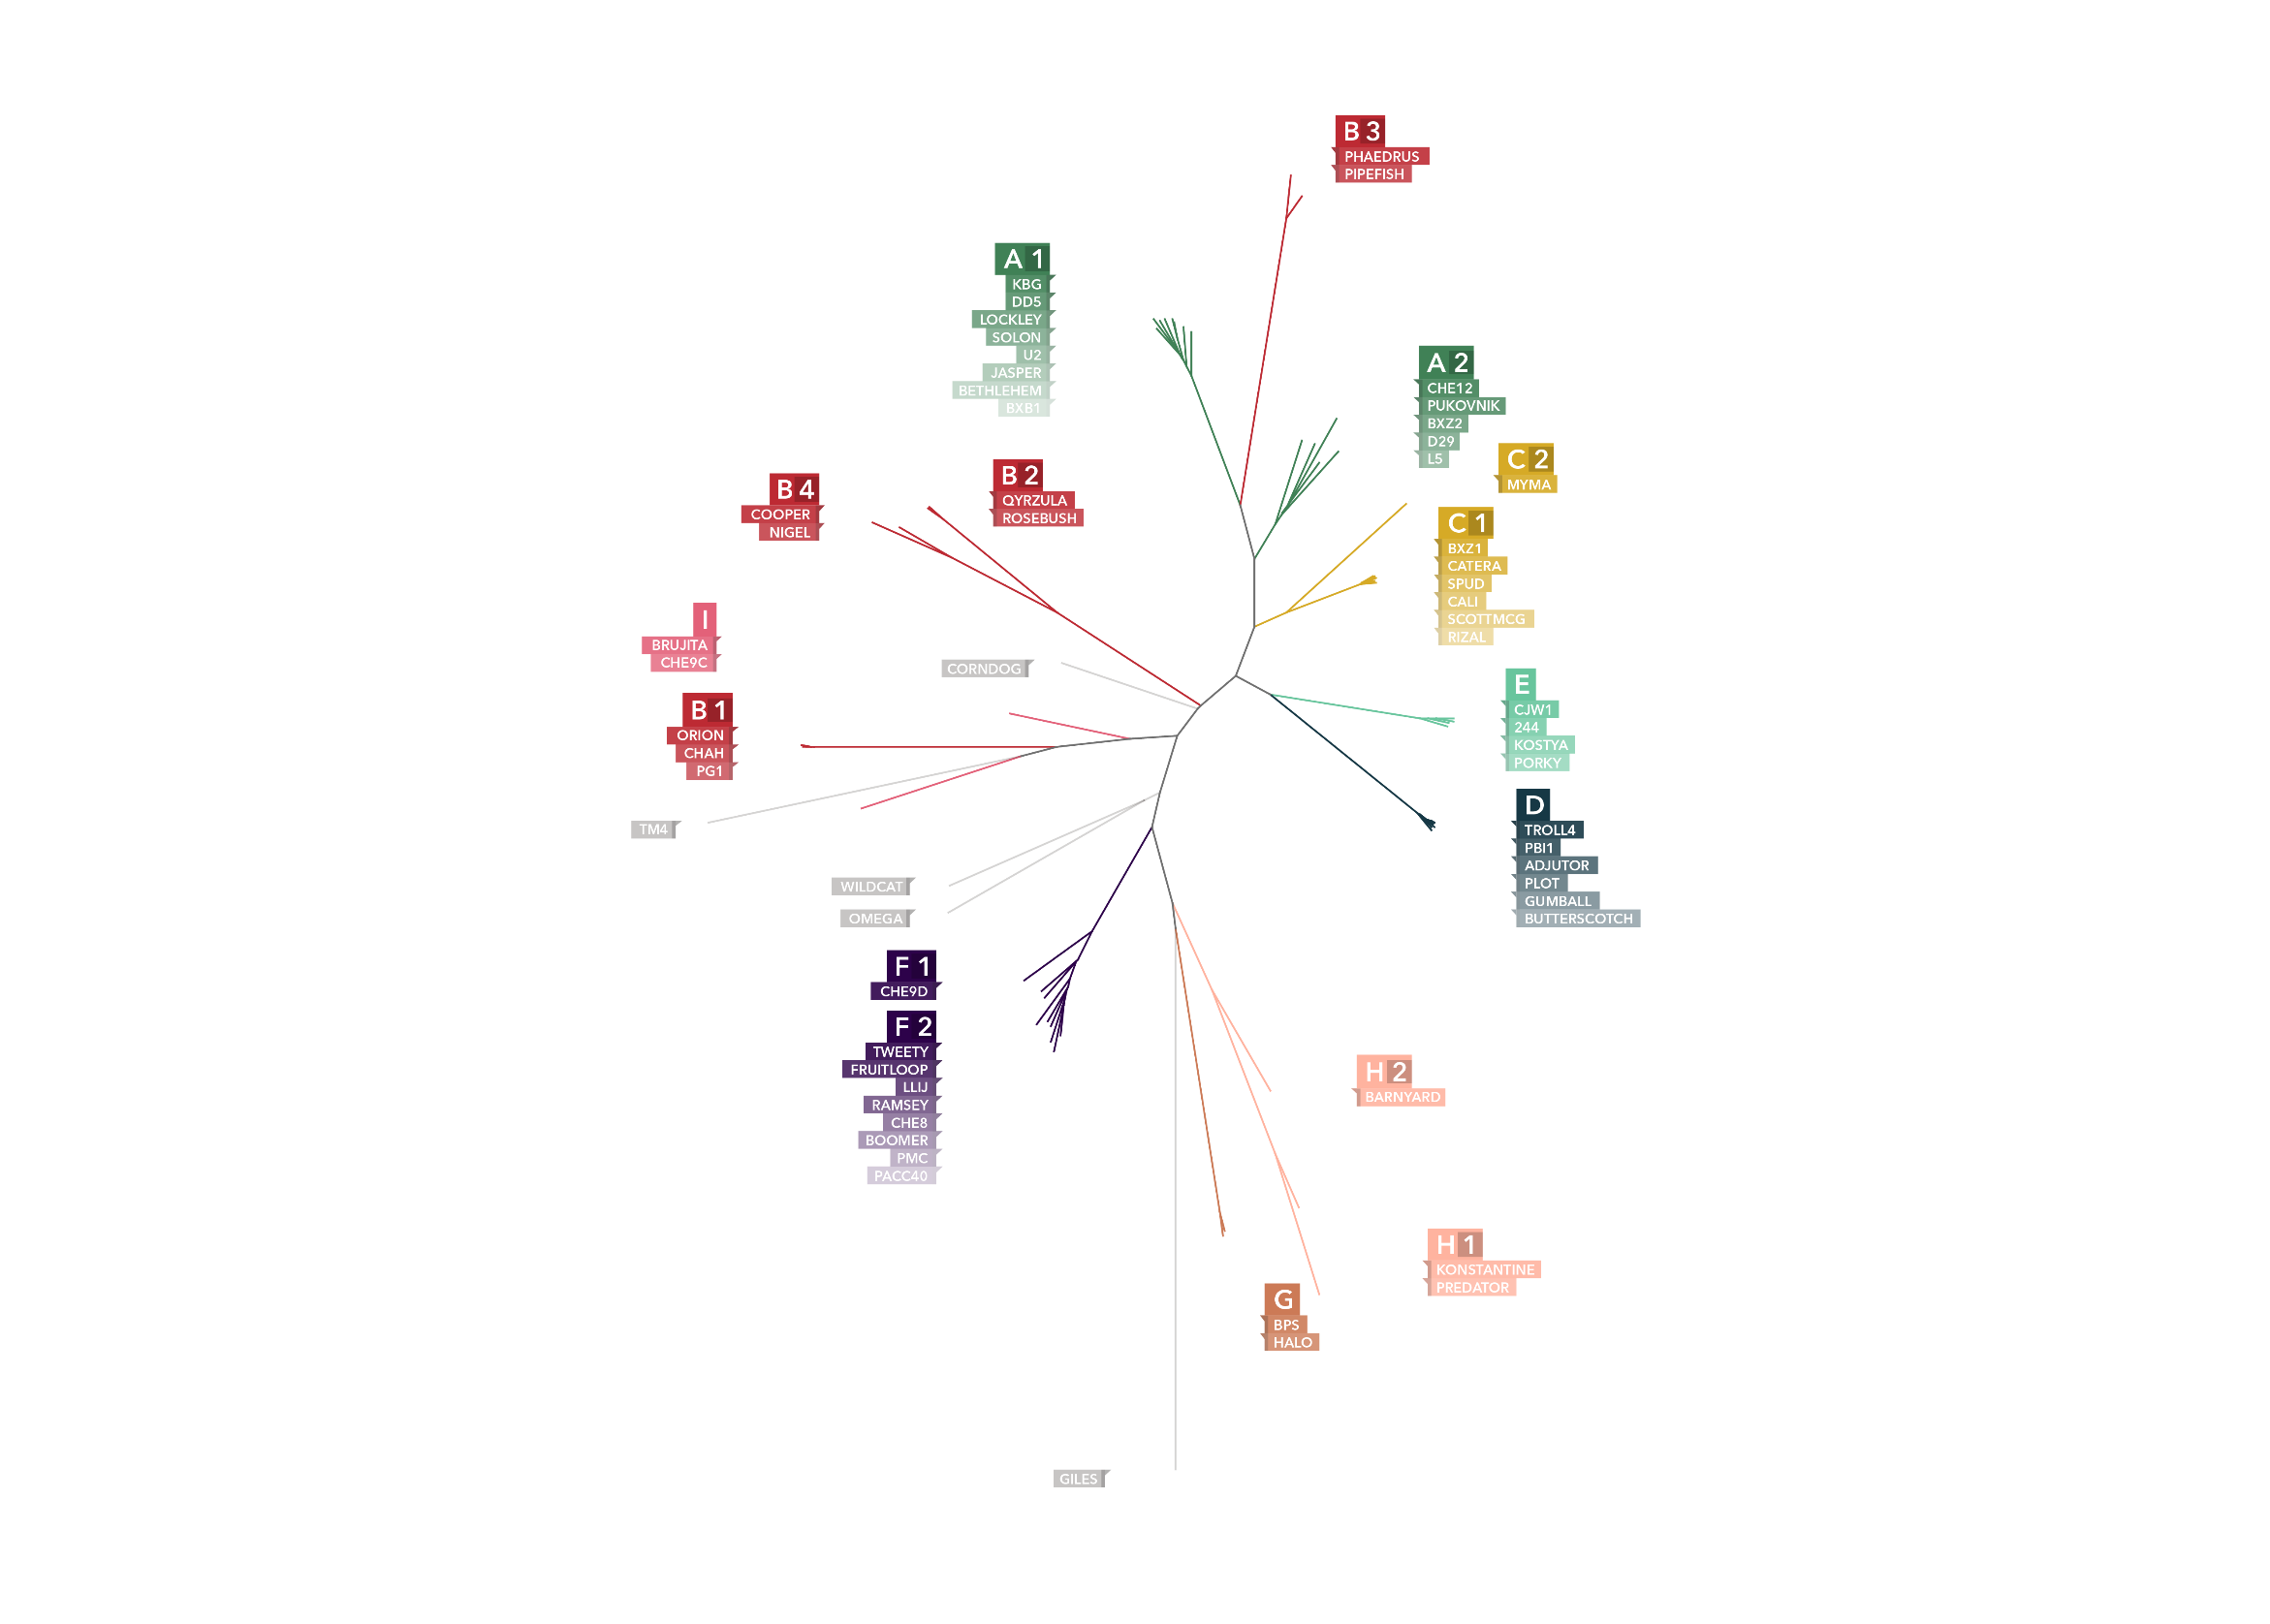 B 3
PHAEDRUS
PIPEFISH
A 1
KBG
DD5
LOCKLEY
SOLON
U2
JASPER
BETHLEHEM
BXB1
A 2
CHE12
PUKOVNIK
BXZ2
D29
L5
C 2
MYMA
B 2
QYRZULA
ROSEBUSH
B 4
COOPER
NIGEL
C 1
BXZ1
CATERA
SPUD
CALI
SCOTTMCG
RIZAL
I
BRUJITA
CHE9C
CORNDOG
E
CJW1
244
KOSTYA
PORKY
B 1
ORION
CHAH
PG1
D
TROLL4
PBI1
ADJUTOR
PLOT
GUMBALL
BUTTERSCOTCH
TM4
WILDCAT
OMEGA
F 1
CHE9D
F 2
TWEETY
FRUITLOOP
LLIJ
RAMSEY
CHE8
BOOMER
PMC
PACC40
H 2
BARNYARD
H 1
KONSTANTINE
PREDATOR
G
BPS
HALO
GILES